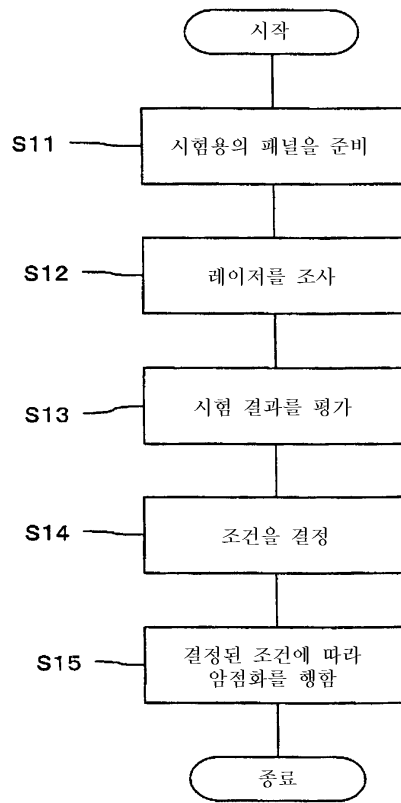 시작
S11
시험용의 패널을 준비
S12
레이저를 조사
S13
시험 결과를 평가
S14
조건을 결정
S15
결정된 조건에 따라
암점화를 행함
종료